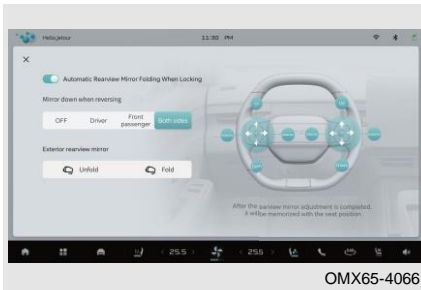 Hello,jetour
11:30 PM
Automatic Rearview Mirror Folding When Locking
Mirror down when reversing
OFF Driver Front passenger Both sides
Exterior rearview mirror
Unfold Fold
After the rearview mirror adjustment is completed,
it will be memorized with the seat position.
25.5 25.5
OMX65-4066